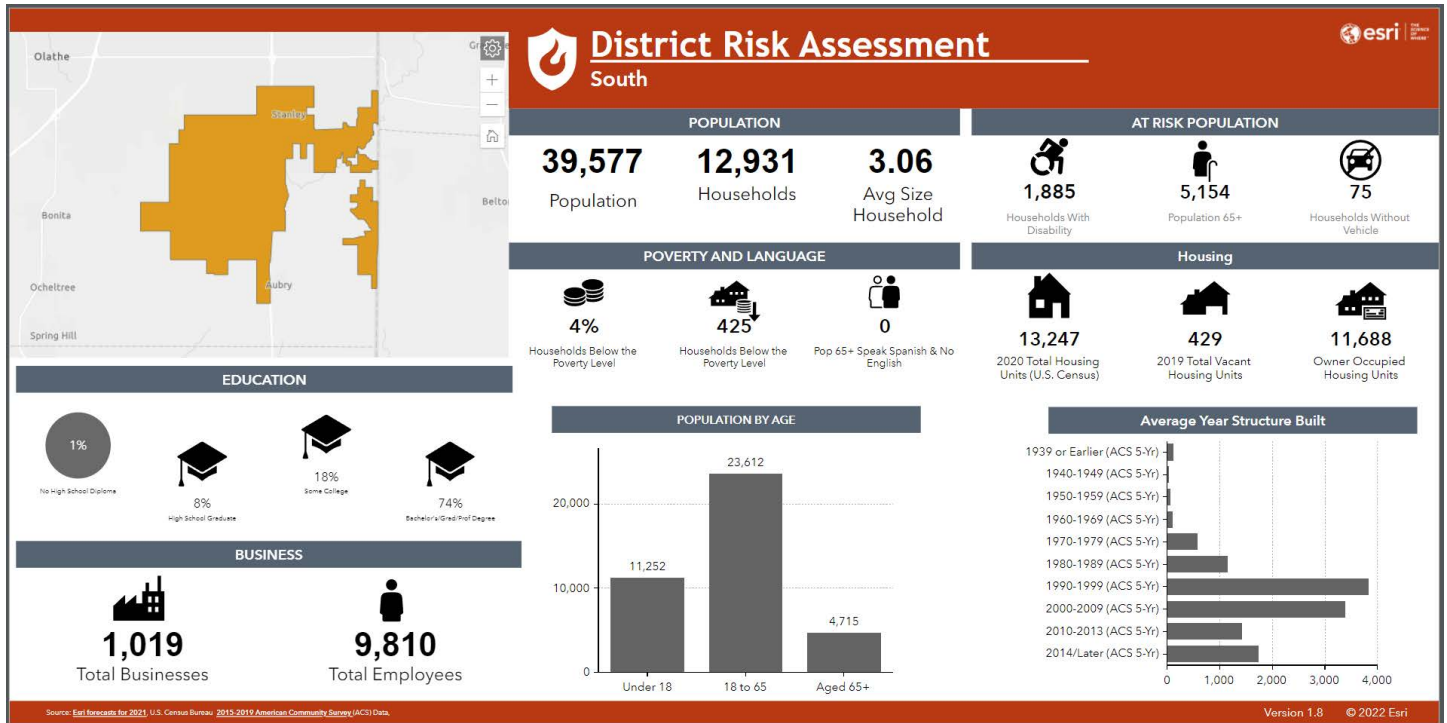 Olathe
Stanley
Bonita
Ocheltree
Aubry
Spring Hill
District Risk Assessment
South
esri
THE
SCIENCE
OF
WHERE
POPULATION
39,577
Population
12,931
Households
3.06
Avg Size
Household
AT RISK POPULATION
1,885
Households With
Disability
5,154
Population 65+
75
Households Without
Vehicle
POVERTY AND LANGUAGE
4%
Households Below the
Poverty Level
425
Households Below the
Poverty Level
0
Pop 65+ Speak Spanish & No
English
Housing
13,247
2020 Total Housing
Units (U.S. Census)
429
2019 Total Vacant
Housing Units
11,688
Owner Occupied
Housing Units
EDUCATION
1%
No High School Diploma
8%
High School Graduate
18%
Some College
74%
Bachelor's/Grad/Prof Degree
BUSINESS
1,019
Total Businesses
9,810
Total Employees
POPULATION BY AGE
20,000
10,000
0
11,252
23,612
4,715
Under 18
18 to 65
Aged 65+
Average Year Structure Built
1939 or Earlier (ACS 5-Yr)
1940-1949 (ACS 5-Yr)
1950-1959 (ACS 5-Yr)
1960-1969 (ACS 5-Yr)
1970-1979 (ACS 5-Yr)
1980-1989 (ACS 5-Yr)
1990-1999 (ACS 5-Yr)
2000-2009 (ACS 5-Yr)
2010-2013 (ACS 5-Yr)
2014/Later (ACS 5-Yr)
0 1,000 2,000 3,000 4,000
Source: Esri forecasts for 2021, U.S. Census Bureau 2015-2019 American Community Survey (ACS) Data,
Version 1.8 © 2022 Esri